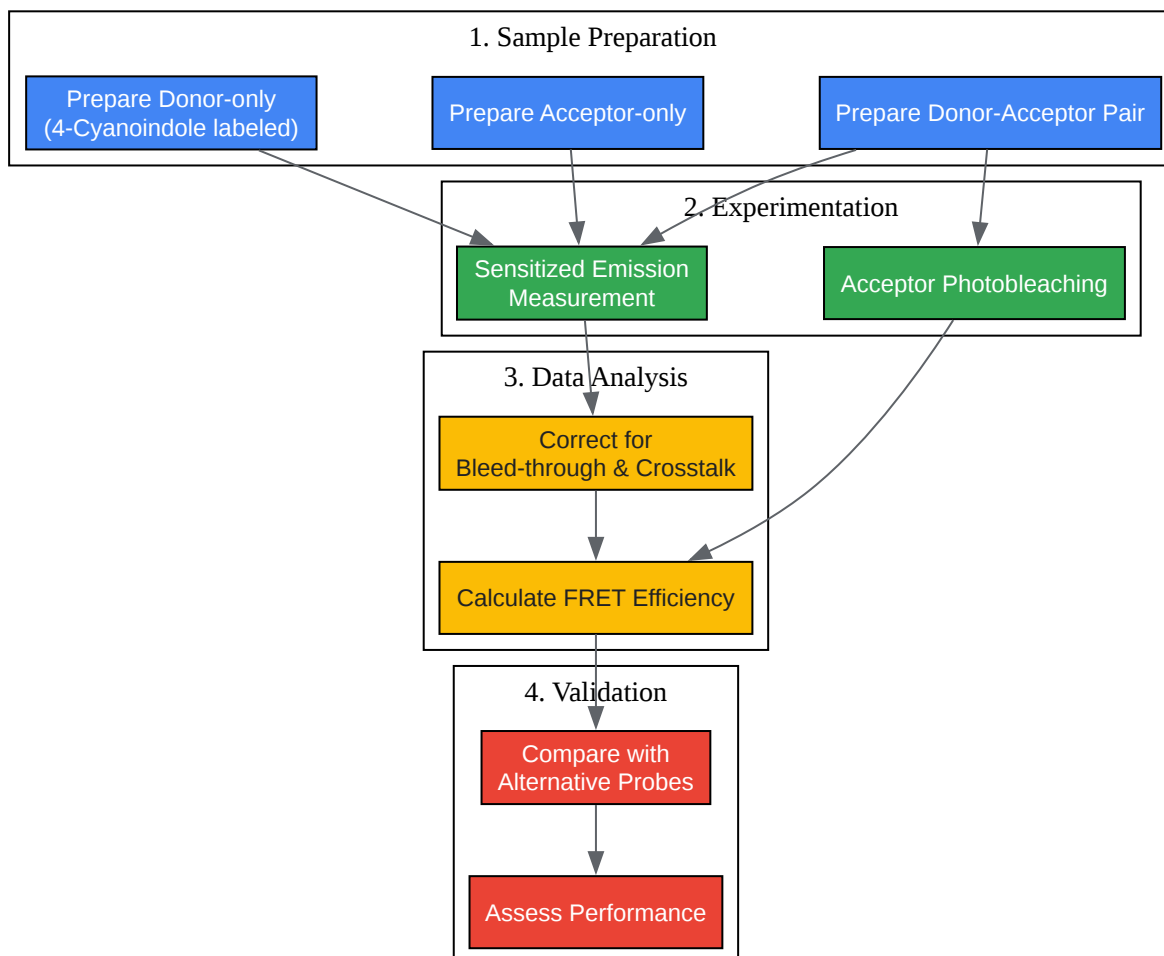 1. Sample Preparation
Prepare Donor-only
(4-Cyanoindole labeled)
Prepare Acceptor-only
Prepare Donor-Acceptor Pair
2. Experimentation
Sensitized Emission
Measurement
Acceptor Photobleaching
3. Data Analysis
Correct for
Bleed-through & Crosstalk
Calculate FRET Efficiency
4. Validation
Compare with
Alternative Probes
Assess Performance